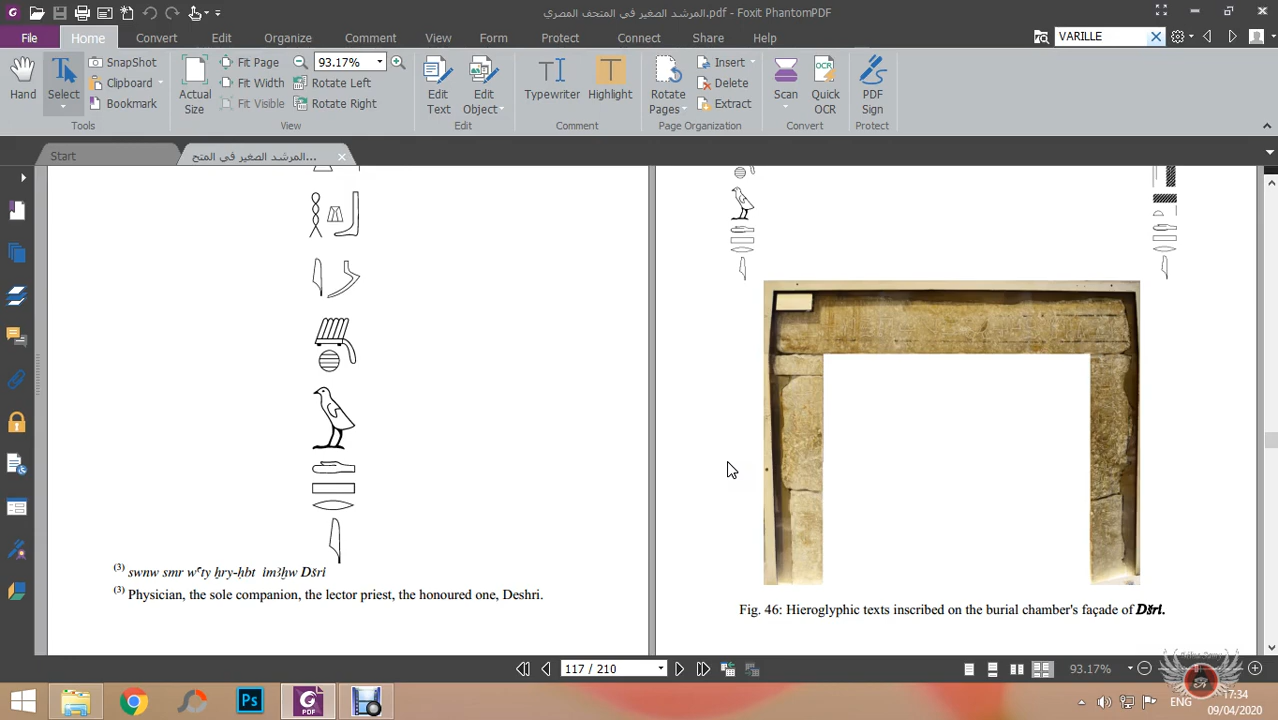 المرشد الصغير في المتحف المصري.pdf - Foxit PhantomPDF
File Home Convert Edit Organize Comment View Form Protect Connect Share Help
VARILLE
Hand
Select
SnapShot
Clipboard
Bookmark
Tools
Actual Size
Fit Page
Fit Width
Fit Visible
93.17%
Rotate Left
Rotate Right
View
Edit Text
Edit Object
Edit
Typewriter
Highlight
Comment
Rotate Pages
Insert
Delete
Extract
Page Organization
Scan
Quick OCR
Convert
PDF Sign
Protect
Start
المرشد الصغير في المتح...
(3) swnw smr wꜥty ẖry-ḥbt imꜣḫw Dšri
(3) Physician, the sole companion, the lector priest, the honoured one, Deshri.
Fig. 46: Hieroglyphic texts inscribed on the burial chamber's façade of Dšri.
117 / 210
93.17%
ENG
17:34
09/04/2020